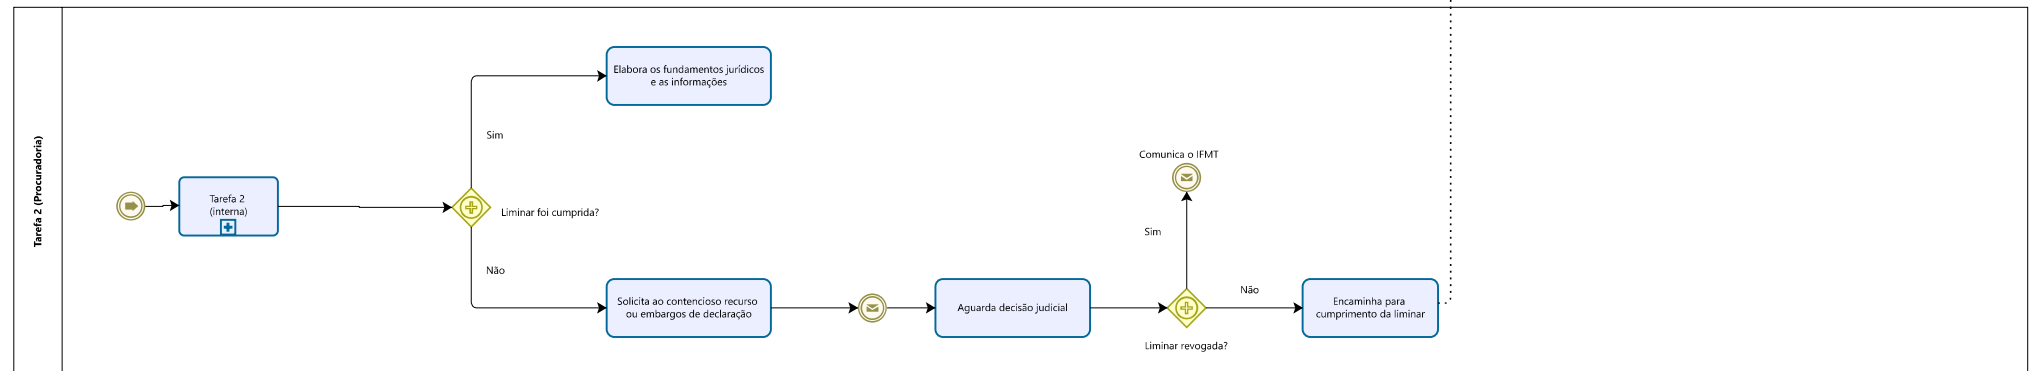 Tarefa 2 (Procuradoria)
Tarefa 2
(interna)
Liminar foi cumprida?
Sim
Elabora os fundamentos jurídicos
e as informações
Não
Solicita ao contencioso recurso
ou embargos de declaração
Aguarda decisão judicial
Liminar revogada?
Sim
Comunica o IFMT
Não
Encaminha para
cumprimento da liminar